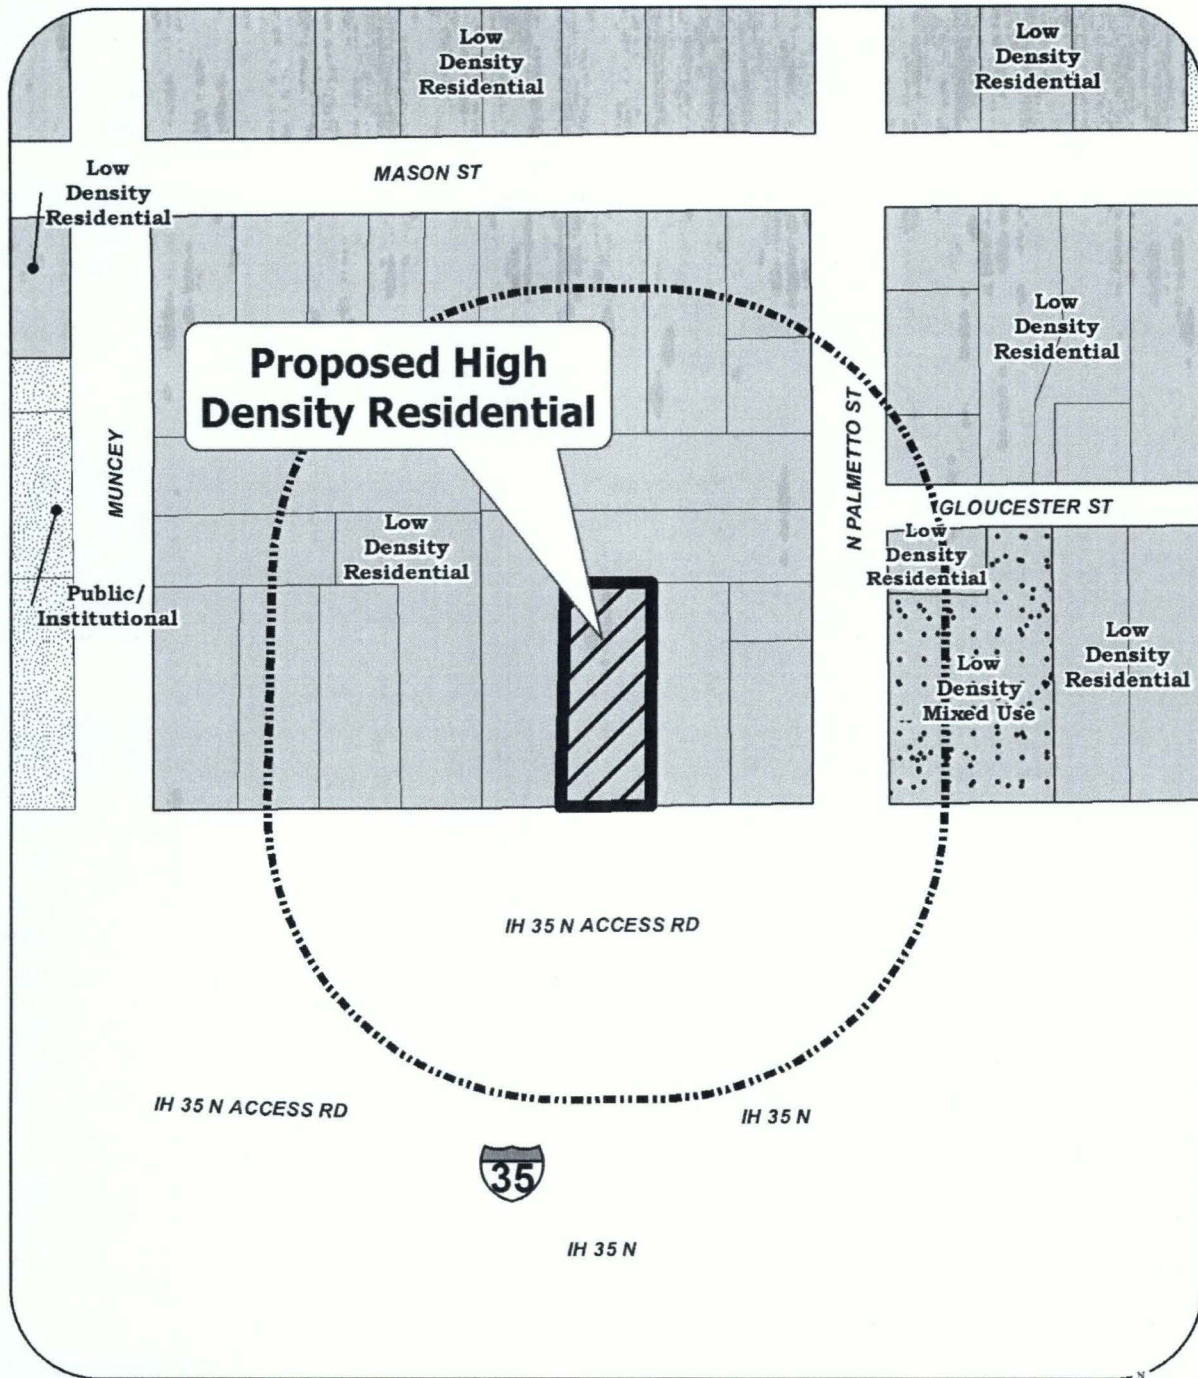 Low
Density
Residential
Low
Density
Residential
Low
Density
Residential
MASON ST
Low
Density
Residential
Proposed High
Density Residential
MUNCEY
N PALMETTO ST
GLOUCESTER ST
Low
Density
Residential
Low
Density
Residential
Public/
Institutional
Low
Density
Mixed Use
Low
Density
Residential
IH 35 N ACCESS RD
IH 35 N ACCESS RD
IH 35 N
35
IH 35 N
N